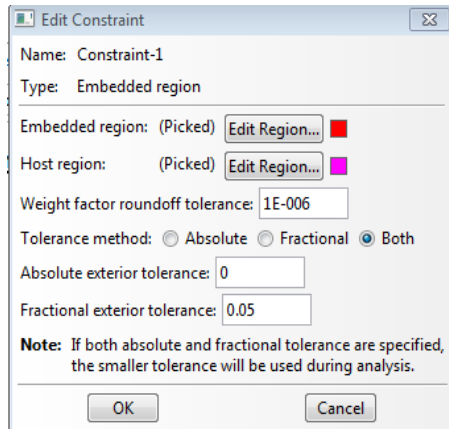 Edit Constraint
Name: Constraint-1
Type: Embedded region
Embedded region: (Picked) Edit Region...
Host region: (Picked) Edit Region...
Weight factor roundoff tolerance: 1E-006
Tolerance method: Absolute Fractional Both
Absolute exterior tolerance: 0
Fractional exterior tolerance: 0.05
Note: If both absolute and fractional tolerance are specified,
the smaller tolerance will be used during analysis.
OK Cancel